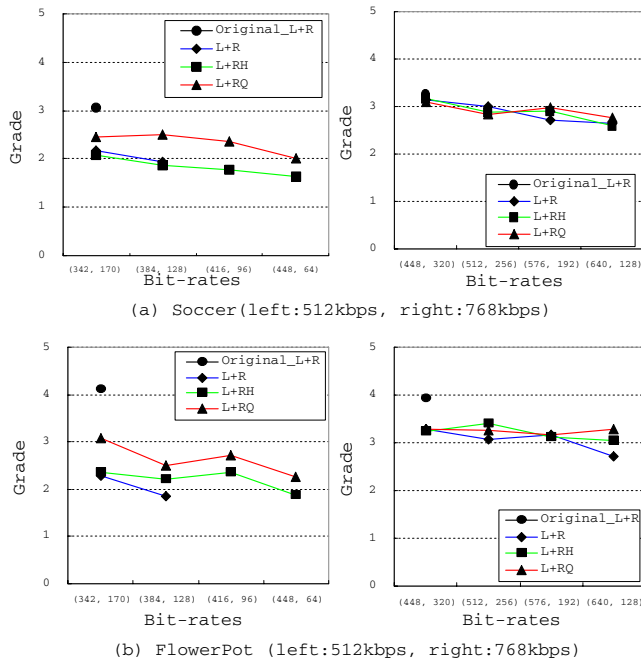 5
4
3
2
1
0
Grade
Original_L+R
L+R
L+RH
L+RQ
(342, 170) (384, 128) (416, 96) (448, 64)
Bit-rates
5
4
3
2
1
0
Grade
Original_L+R
L+R
L+RH
L+RQ
(448, 320) (512, 256) (576, 192) (640, 128)
Bit-rates
(a) Soccer(left:512kbps, right:768kbps)
5
4
3
2
1
0
Grade
Original_L+R
L+R
L+RH
L+RQ
(342, 170) (384, 128) (416, 96) (448, 64)
Bit-rates
5
4
3
2
1
0
Grade
Original_L+R
L+R
L+RH
L+RQ
(448, 320) (512, 256) (576, 192) (640, 128)
Bit-rates
(b) FlowerPot (left:512kbps, right:768kbps)